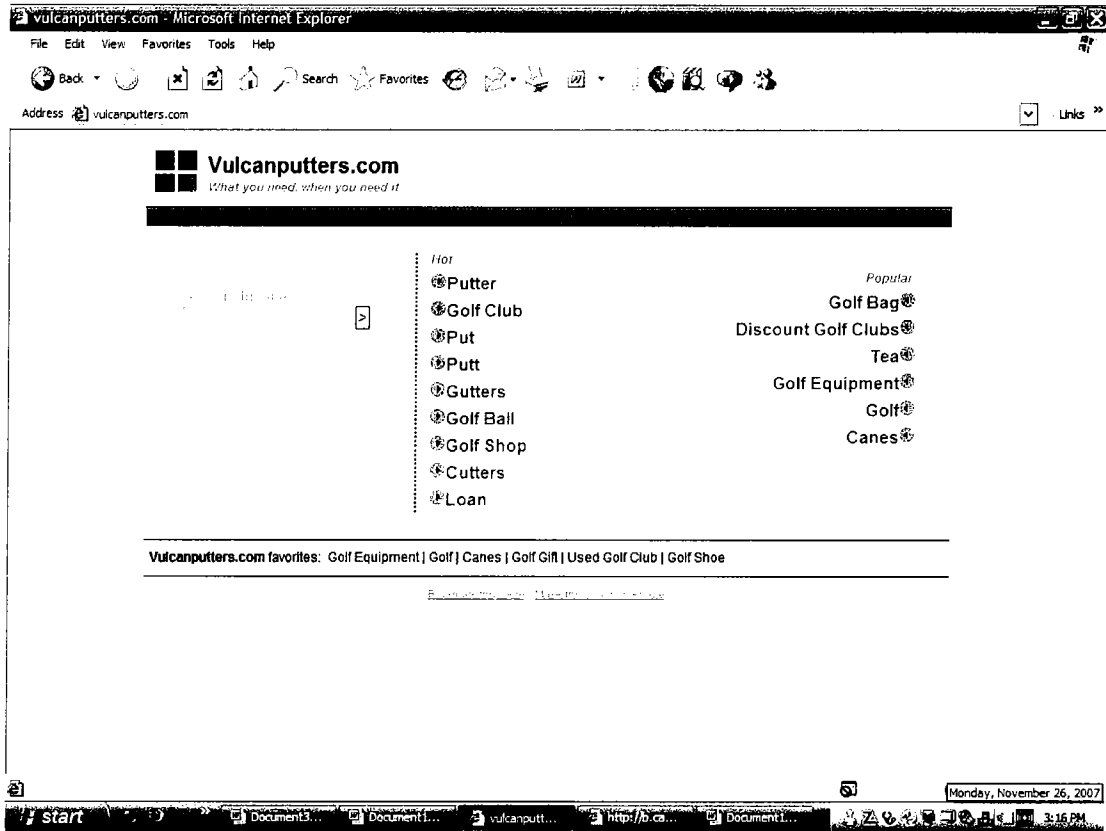 vulcanputters.com - Microsoft Internet Explorer
File Edit View Favorites Tools Help
Back Search Favorites
Address vulcanputters.com Links »
Vulcanputters.com
What you need, when you need it
Hot
Putter
Golf Club
Put
Putt
Gutters
Golf Ball
Golf Shop
Cutters
Loan
>
Popular
Golf Bag
Discount Golf Clubs
Tea
Golf Equipment
Golf
Canes
Vulcanputters.com favorites: Golf Equipment | Golf | Canes | Golf Gift | Used Golf Club | Golf Shoe
Monday, November 26, 2007
start » Document3... Document1... vulcanputt... http://b.ca... Document1... 3:16 PM